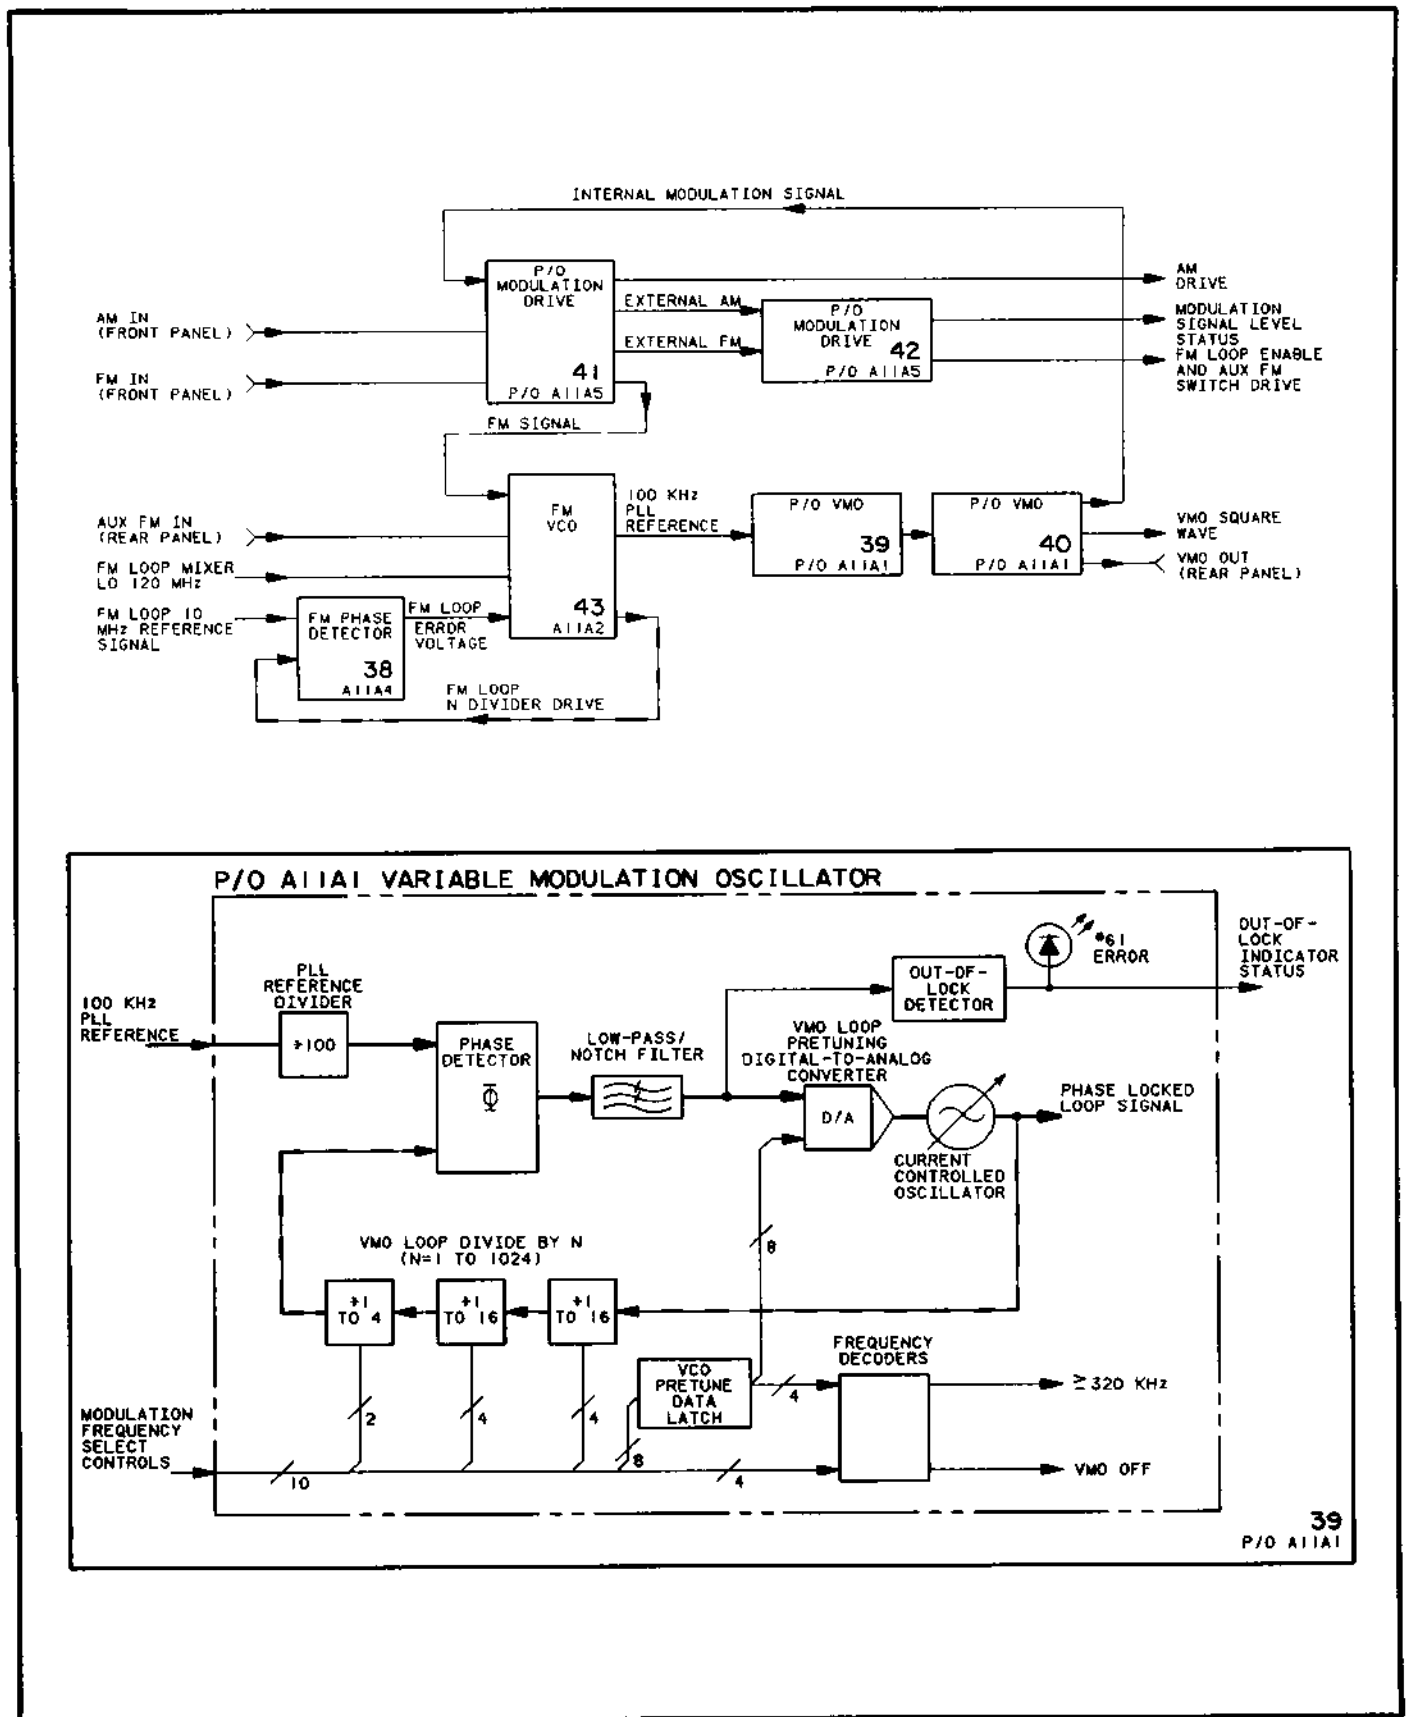 INTERNAL MODULATION SIGNAL
P/O
MODULATION
DRIVE
41
P/O A11A5
AM IN
(FRONT PANEL)
FM IN
(FRONT PANEL)
EXTERNAL AM
EXTERNAL FM
P/O
MODULATION
DRIVE
42
P/O A11A5
AM
DRIVE
MODULATION
SIGNAL LEVEL
STATUS
FM LOOP ENABLE
AND AUX FM
SWITCH DRIVE
FM SIGNAL
AUX FM IN
(REAR PANEL)
FM LOOP MIXER
LO 120 MHz
FM LOOP 10
MHz REFERENCE
SIGNAL
FM PHASE
DETECTOR
38
A11A4
FM LOOP
ERROR
VOLTAGE
FM
VCO
43
A11A2
FM LOOP
N DIVIDER DRIVE
100 KHz
PLL
REFERENCE
P/O VMO
39
P/O A11A1
P/O VMO
40
P/O A11A1
VMO SQUARE
WAVE
VMO OUT
(REAR PANEL)
P/O A11A1 VARIABLE MODULATION OSCILLATOR
100 KHz
PLL
REFERENCE
PLL
REFERENCE
DIVIDER
÷100
PHASE
DETECTOR
Φ
LOW-PASS/
NOTCH FILTER
OUT-OF-
LOCK
DETECTOR
*61
ERROR
OUT-OF-
LOCK
INDICATOR
STATUS
VMO LOOP
PRETUNING
DIGITAL-TO-ANALOG
CONVERTER
D/A
CURRENT
CONTROLLED
OSCILLATOR
PHASE LOCKED
LOOP SIGNAL
8
VMO LOOP DIVIDE BY N
(N=1 TO 1024)
÷1
TO 4
÷1
TO 16
÷1
TO 16
2
4
4
VCO
PRETUNE
DATA
LATCH
8
4
FREQUENCY
DECODERS
≥320 KHz
VMO OFF
MODULATION
FREQUENCY
SELECT
CONTROLS
10
4
39
P/O A11A1